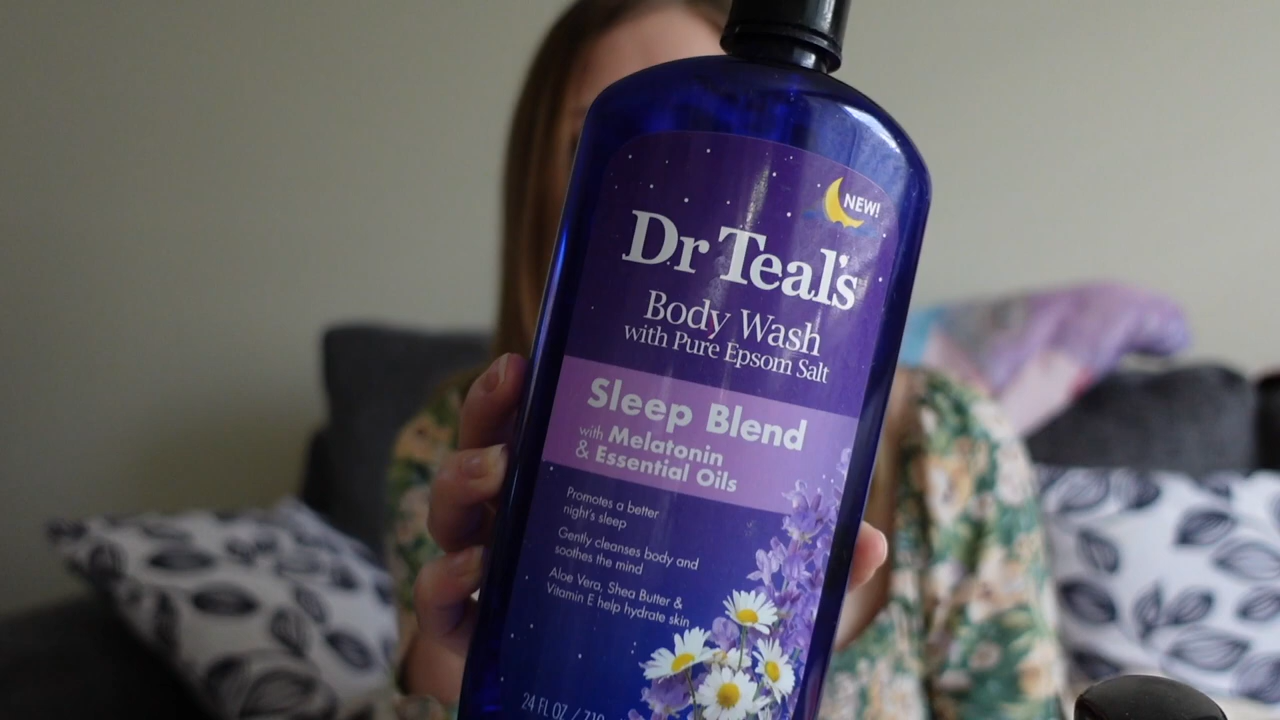 NEW!
Dr Teal's
Body Wash
with Pure Epsom Salt
Sleep Blend
with Melatonin
& Essential Oils
Promotes a better
night's sleep
Gently cleanses body and
soothes the mind
Aloe Vera, Shea Butter &
Vitamin E help hydrate skin
24 FL OZ / 710